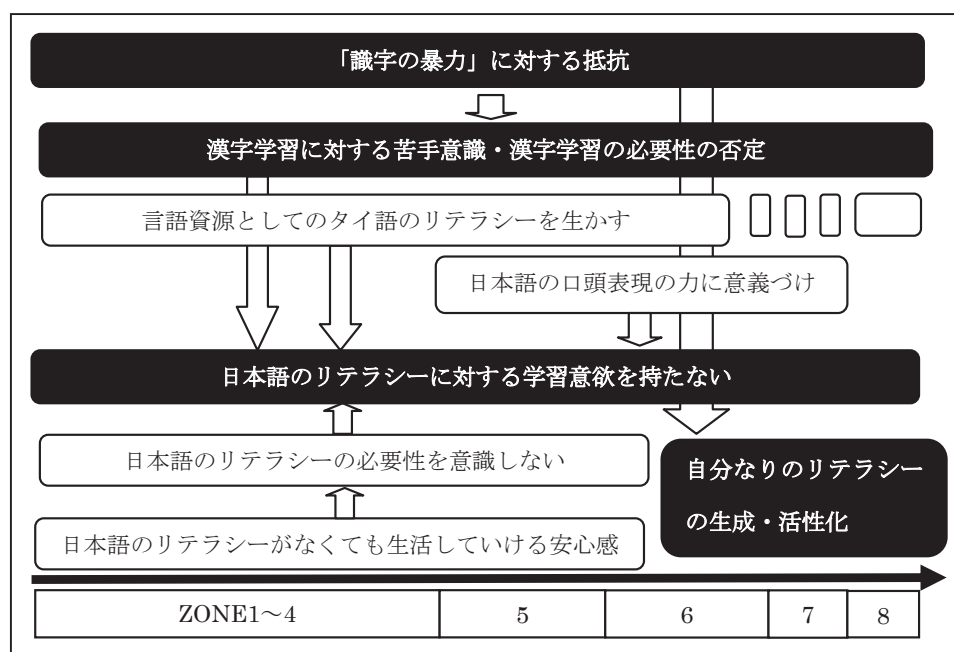 「識字の暴力」に対する抵抗
漢字学習に対する苦手意識・漢字学習の必要性の否定
言語資源としてのタイ語のリテラシーを生かす
日本語の口頭表現の力に意義づけ
日本語のリテラシーに対する学習意欲を持たない
日本語のリテラシーの必要性を意識しない
自分なりのリテラシー
の生成・活性化
日本語のリテラシーがなくても生活していける安心感
ZONE1～4
5
6
7
8